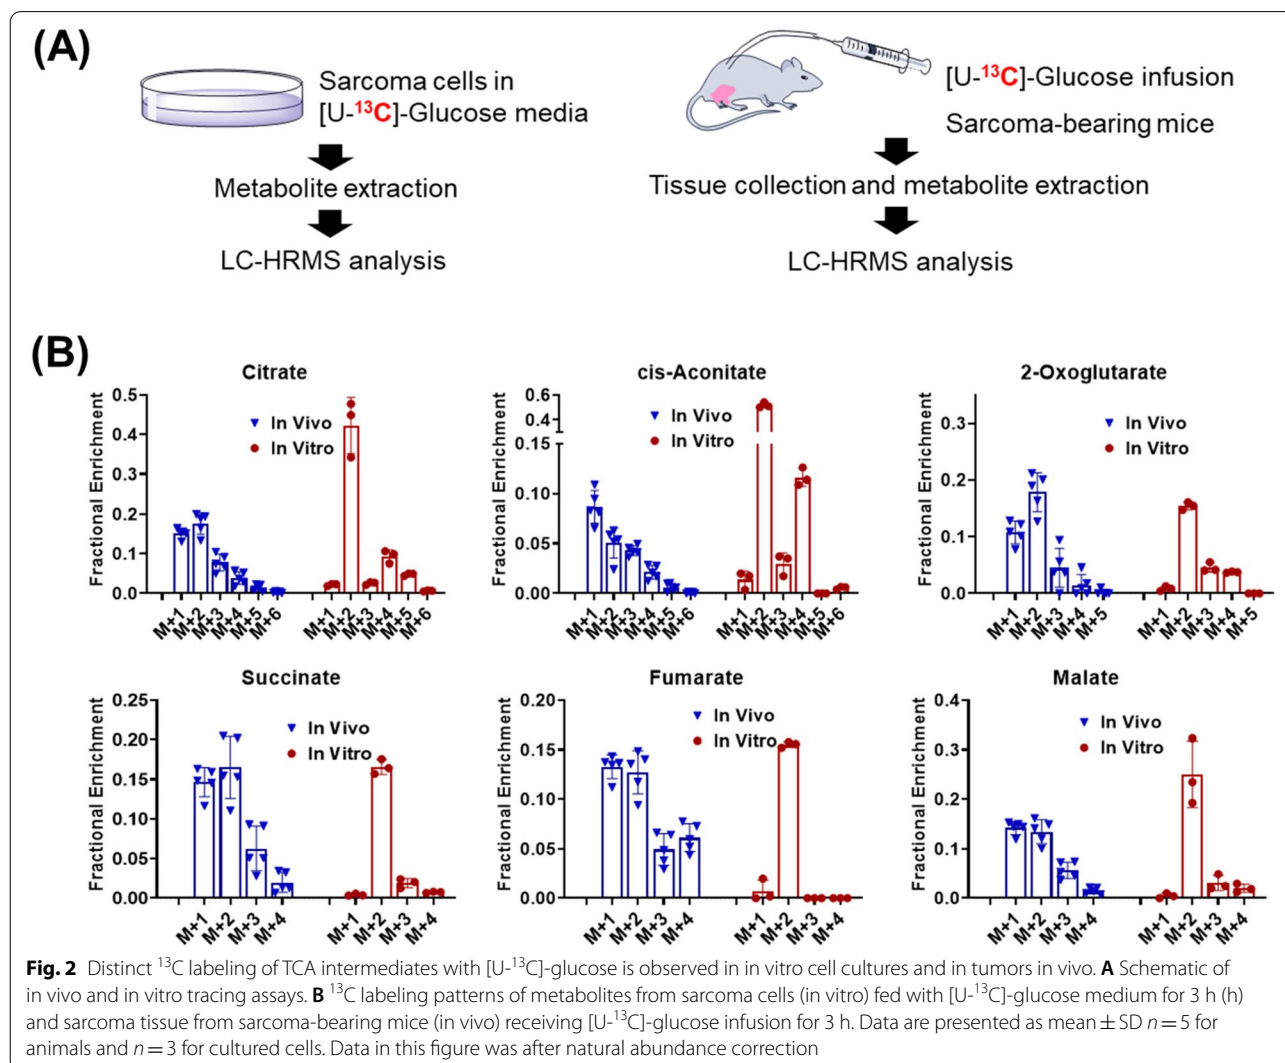 (A)
Sarcoma cells in
[U-¹³C]-Glucose media
Metabolite extraction
LC-HRMS analysis
[U-¹³C]-Glucose infusion
Sarcoma-bearing mice
Tissue collection and metabolite extraction
LC-HRMS analysis
(B)
Citrate
Fractional Enrichment
0.5
0.4
0.3
0.2
0.1
0.0
In Vivo
In Vitro
M+1 M+2 M+3 M+4 M+5 M+6
M+1 M+2 M+3 M+4 M+5 M+6
cis-Aconitate
Fractional Enrichment
0.6
0.4
0.15
0.10
0.05
0.00
In Vivo
In Vitro
M+1 M+2 M+3 M+4 M+5 M+6
M+1 M+2 M+3 M+4 M+5 M+6
2-Oxoglutarate
Fractional Enrichment
0.3
0.2
0.1
0.0
In Vivo
In Vitro
M+1 M+2 M+3 M+4 M+5
M+1 M+2 M+3 M+4 M+5
Succinate
Fractional Enrichment
0.25
0.20
0.15
0.10
0.05
0.00
In Vivo
In Vitro
M+1 M+2 M+3 M+4
M+1 M+2 M+3 M+4
Fumarate
Fractional Enrichment
0.20
0.15
0.10
0.05
0.00
In Vivo
In Vitro
M+1 M+2 M+3 M+4
M+1 M+2 M+3 M+4
Malate
Fractional Enrichment
0.4
0.3
0.2
0.1
0.0
In Vivo
In Vitro
M+1 M+2 M+3 M+4
M+1 M+2 M+3 M+4
Fig. 2 Distinct ¹³C labeling of TCA intermediates with [U-¹³C]-glucose is observed in in vitro cell cultures and in tumors in vivo. A Schematic of
in vivo and in vitro tracing assays. B ¹³C labeling patterns of metabolites from sarcoma cells (in vitro) fed with [U-¹³C]-glucose medium for 3 h (h)
and sarcoma tissue from sarcoma-bearing mice (in vivo) receiving [U-¹³C]-glucose infusion for 3 h. Data are presented as mean ± SD n = 5 for
animals and n = 3 for cultured cells. Data in this figure was after natural abundance correction